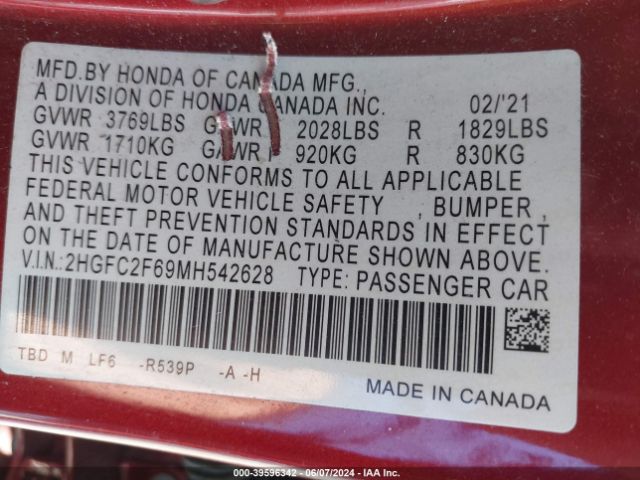 MFD.BY HONDA OF CANADA MFG.,
A DIVISION OF HONDA CANADA INC. 02/'21
GVWR 3769LBS GAWR F 2028LBS R 1829LBS
GVWR 1710KG GAWR F 920KG R 830KG
THIS VEHICLE CONFORMS TO ALL APPLICABLE
FEDERAL MOTOR VEHICLE SAFETY , BUMPER ,
AND THEFT PREVENTION STANDARDS IN EFFECT
ON THE DATE OF MANUFACTURE SHOWN ABOVE.
V.I.N.:2HGFC2F69MH542628 TYPE: PASSENGER CAR
TBD M LF6 -R539P -A -H
MADE IN CANADA
000-39596342 — 06/07/2024 — IAA Inc.